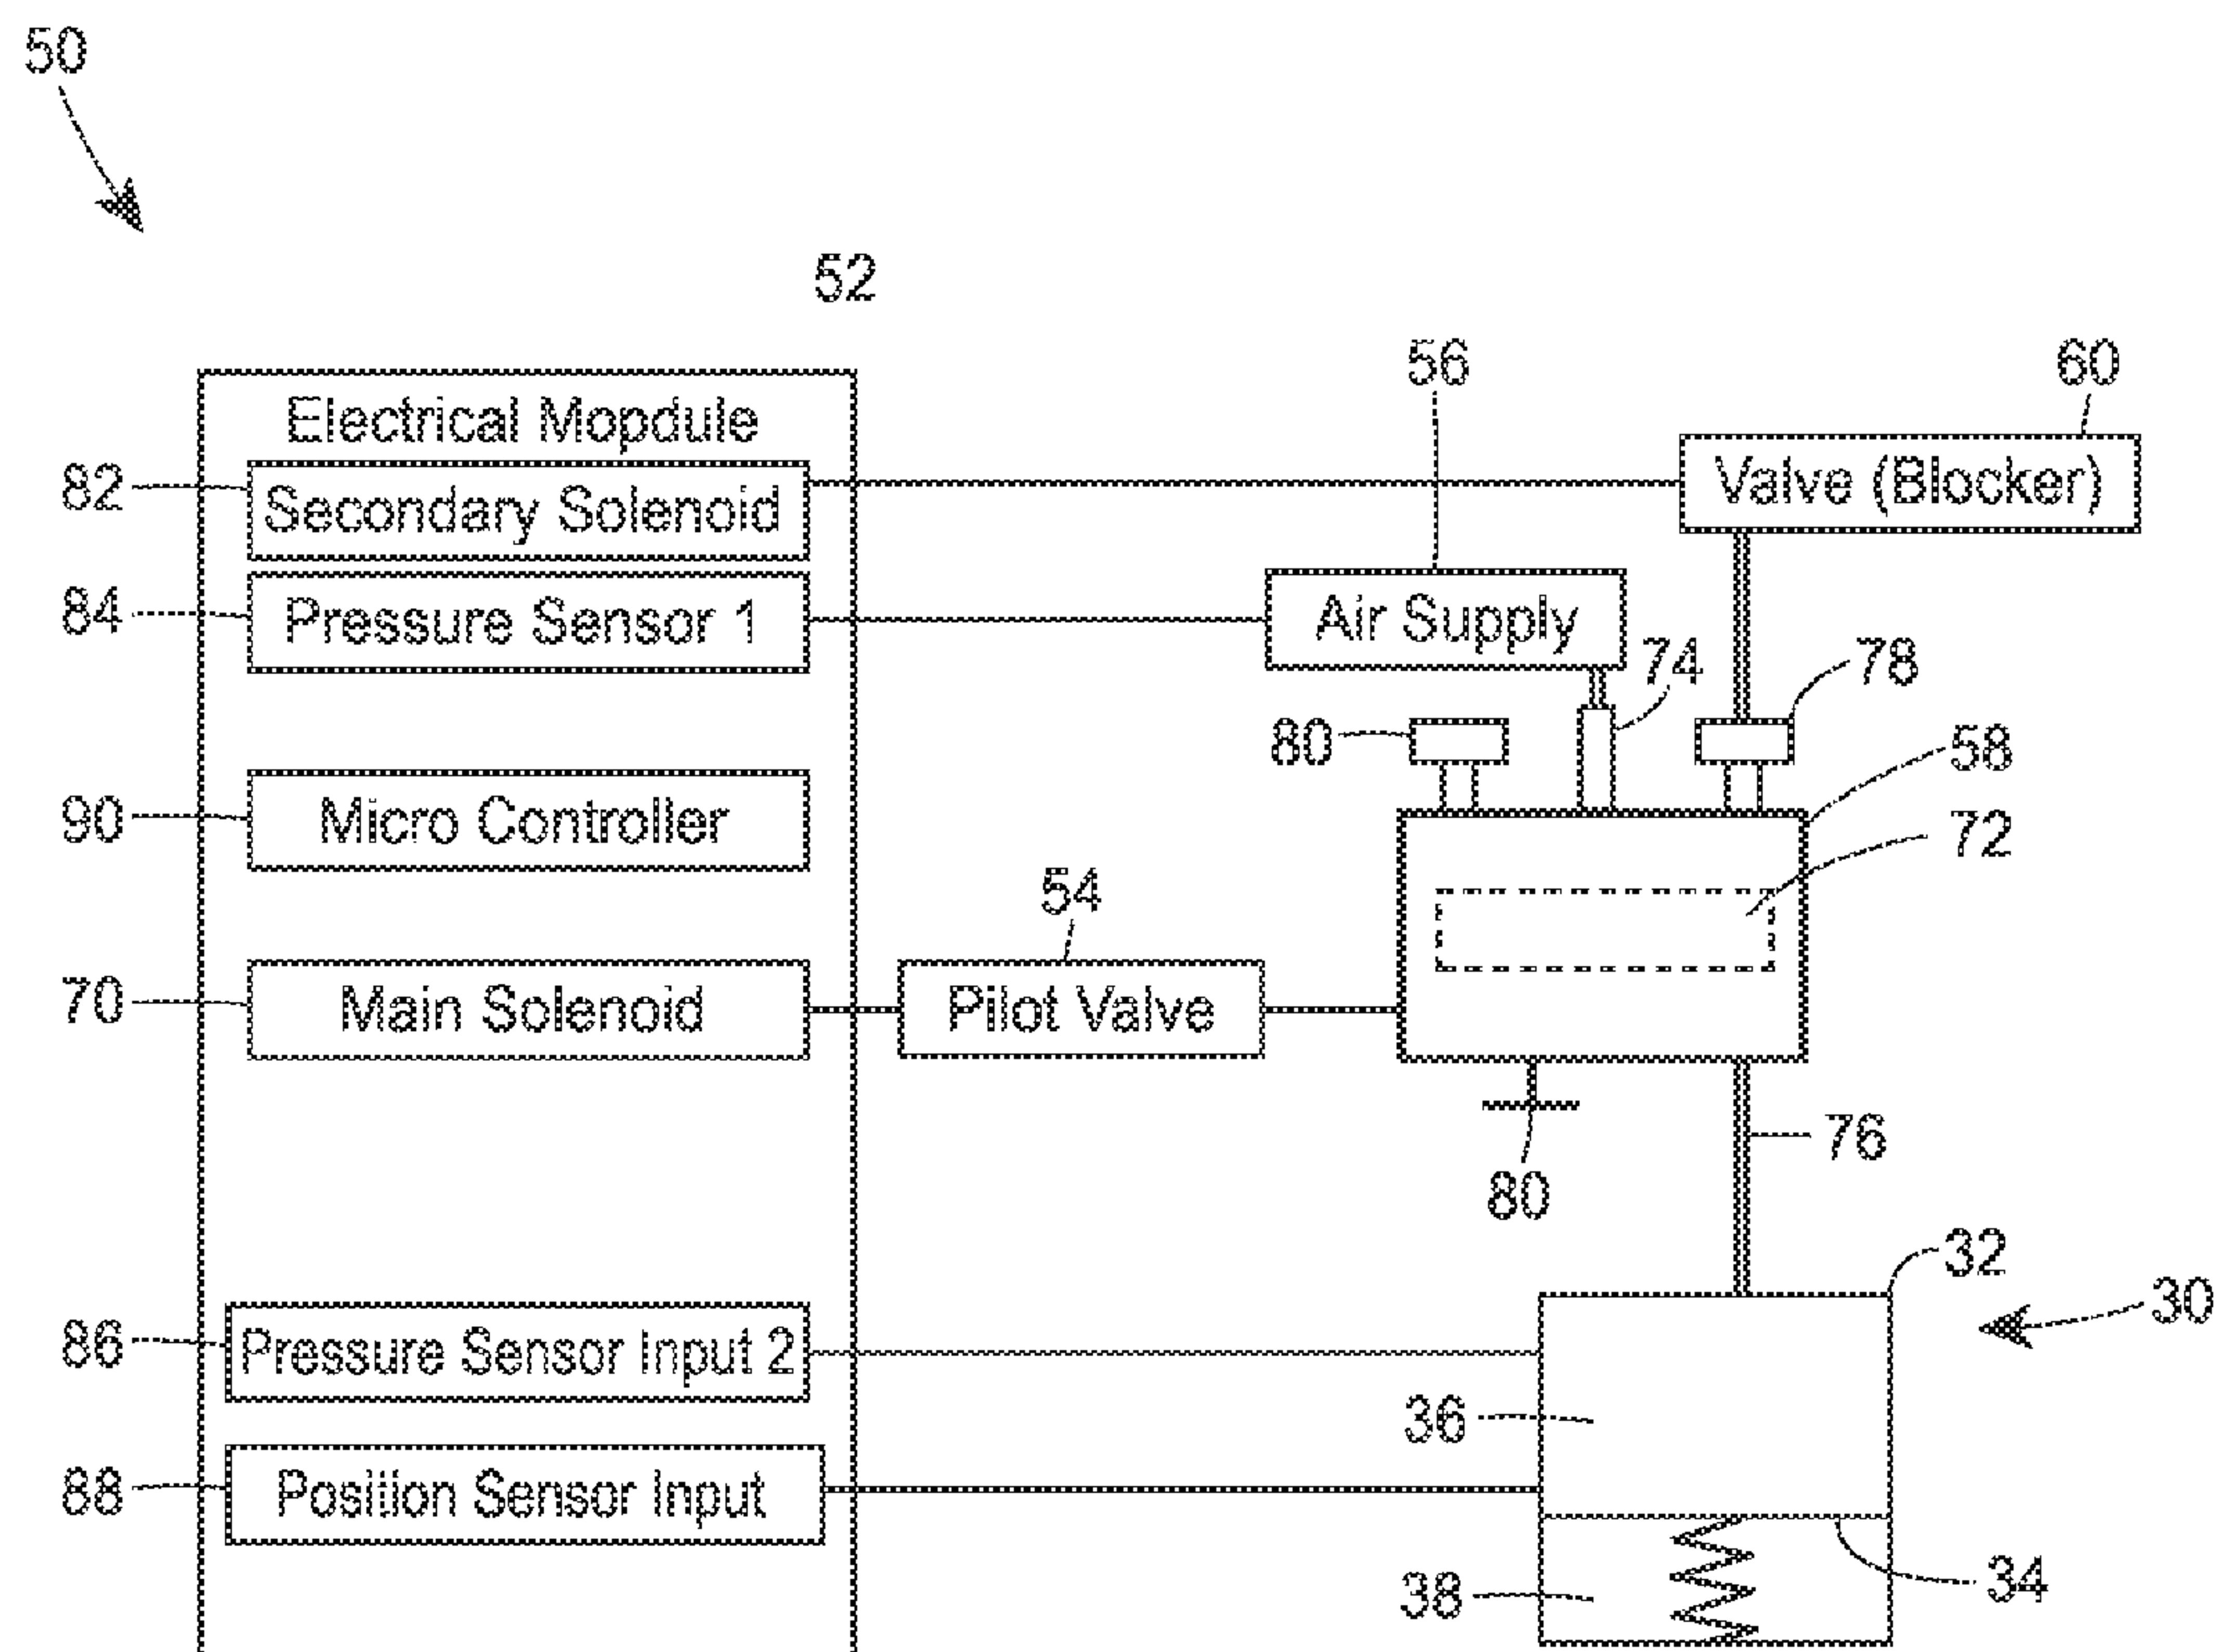 50
52
56
60
Electrical Mopdule
82
Secondary Solenoid
Valve (Blocker)
84
Pressure Sensor 1
Air Supply
74
78
80
58
90
Micro Controller
72
54
70
Main Solenoid
Pilot Valve
76
80
32
30
86
Pressure Sensor Input 2
36
88
Position Sensor Input
38
34